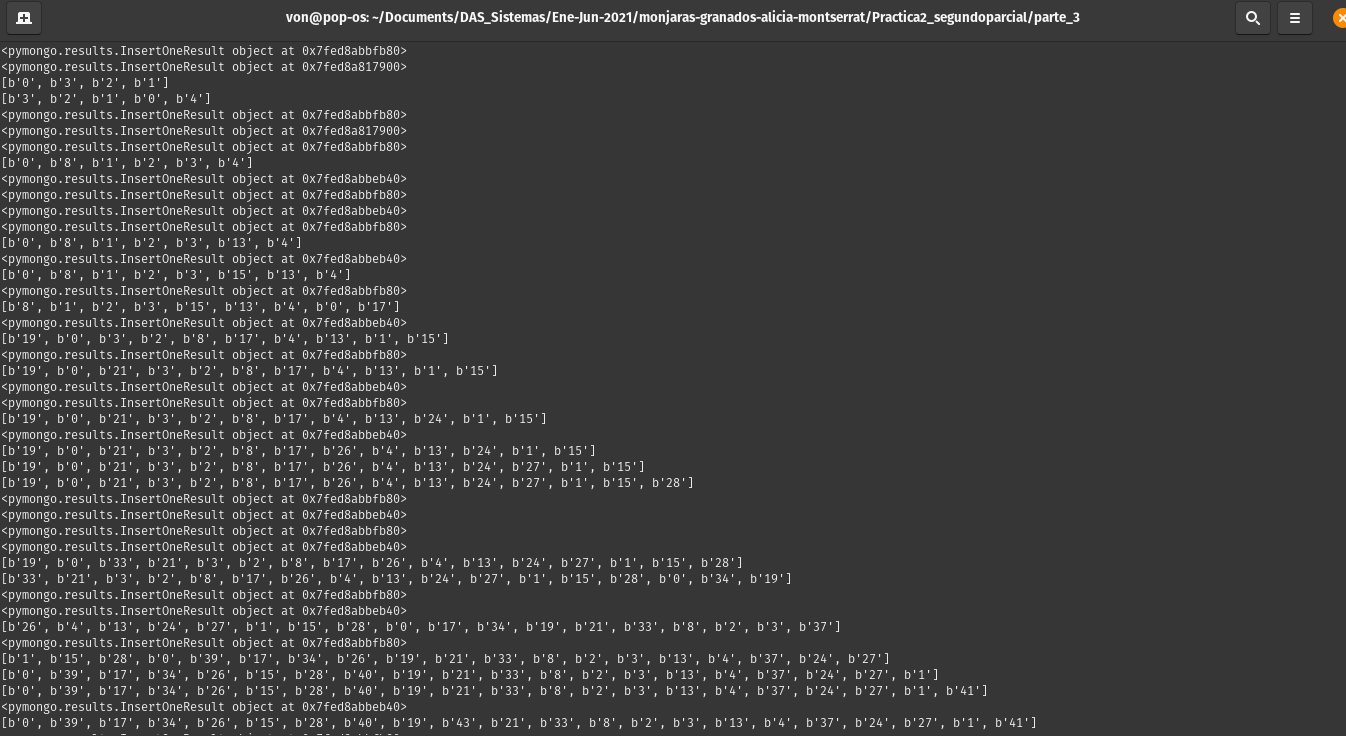 von@pop-os: ~/Documents/DAS_Sistemas/Ene-Jun-2021/monjaras-granados-alicia-montserrat/Practica2_segundoparcial/parte_3
<pymongo.results.InsertOneResult object at 0x7fed8abbfb80>
<pymongo.results.InsertOneResult object at 0x7fed8a817900>
[b'0', b'3', b'2', b'1']
[b'3', b'2', b'1', b'0', b'4']
<pymongo.results.InsertOneResult object at 0x7fed8abbfb80>
<pymongo.results.InsertOneResult object at 0x7fed8a817900>
<pymongo.results.InsertOneResult object at 0x7fed8abbfb80>
[b'0', b'8', b'1', b'2', b'3', b'4']
<pymongo.results.InsertOneResult object at 0x7fed8abbeb40>
<pymongo.results.InsertOneResult object at 0x7fed8abbfb80>
<pymongo.results.InsertOneResult object at 0x7fed8abbeb40>
<pymongo.results.InsertOneResult object at 0x7fed8abbfb80>
[b'0', b'8', b'1', b'2', b'3', b'13', b'4']
<pymongo.results.InsertOneResult object at 0x7fed8abbeb40>
[b'0', b'8', b'1', b'2', b'3', b'15', b'13', b'4']
<pymongo.results.InsertOneResult object at 0x7fed8abbfb80>
[b'8', b'1', b'2', b'3', b'15', b'13', b'4', b'0', b'17']
<pymongo.results.InsertOneResult object at 0x7fed8abbeb40>
[b'19', b'0', b'3', b'2', b'8', b'17', b'4', b'13', b'1', b'15']
<pymongo.results.InsertOneResult object at 0x7fed8abbfb80>
[b'19', b'0', b'21', b'3', b'2', b'8', b'17', b'4', b'13', b'1', b'15']
<pymongo.results.InsertOneResult object at 0x7fed8abbeb40>
<pymongo.results.InsertOneResult object at 0x7fed8abbfb80>
[b'19', b'0', b'21', b'3', b'2', b'8', b'17', b'4', b'13', b'24', b'1', b'15']
<pymongo.results.InsertOneResult object at 0x7fed8abbeb40>
[b'19', b'0', b'21', b'3', b'2', b'8', b'17', b'26', b'4', b'13', b'24', b'1', b'15']
[b'19', b'0', b'21', b'3', b'2', b'8', b'17', b'26', b'4', b'13', b'24', b'27', b'1', b'15']
[b'19', b'0', b'21', b'3', b'2', b'8', b'17', b'26', b'4', b'13', b'24', b'27', b'1', b'15', b'28']
<pymongo.results.InsertOneResult object at 0x7fed8abbfb80>
<pymongo.results.InsertOneResult object at 0x7fed8abbeb40>
<pymongo.results.InsertOneResult object at 0x7fed8abbfb80>
<pymongo.results.InsertOneResult object at 0x7fed8abbeb40>
[b'19', b'0', b'33', b'21', b'3', b'2', b'8', b'17', b'26', b'4', b'13', b'24', b'27', b'1', b'15', b'28']
[b'33', b'21', b'3', b'2', b'8', b'17', b'26', b'4', b'13', b'24', b'27', b'1', b'15', b'28', b'0', b'34', b'19']
<pymongo.results.InsertOneResult object at 0x7fed8abbfb80>
<pymongo.results.InsertOneResult object at 0x7fed8abbeb40>
[b'26', b'4', b'13', b'24', b'27', b'1', b'15', b'28', b'0', b'17', b'34', b'19', b'21', b'33', b'8', b'2', b'3', b'37']
<pymongo.results.InsertOneResult object at 0x7fed8abbfb80>
[b'1', b'15', b'28', b'0', b'39', b'17', b'34', b'26', b'19', b'21', b'33', b'8', b'2', b'3', b'13', b'4', b'37', b'24', b'27']
[b'0', b'39', b'17', b'34', b'26', b'15', b'28', b'40', b'19', b'21', b'33', b'8', b'2', b'3', b'13', b'4', b'37', b'24', b'27', b'1']
[b'0', b'39', b'17', b'34', b'26', b'15', b'28', b'40', b'19', b'21', b'33', b'8', b'2', b'3', b'13', b'4', b'37', b'24', b'27', b'1', b'41']
<pymongo.results.InsertOneResult object at 0x7fed8abbeb40>
[b'0', b'39', b'17', b'34', b'26', b'15', b'28', b'40', b'19', b'43', b'21', b'33', b'8', b'2', b'3', b'13', b'4', b'37', b'24', b'27', b'1', b'41']